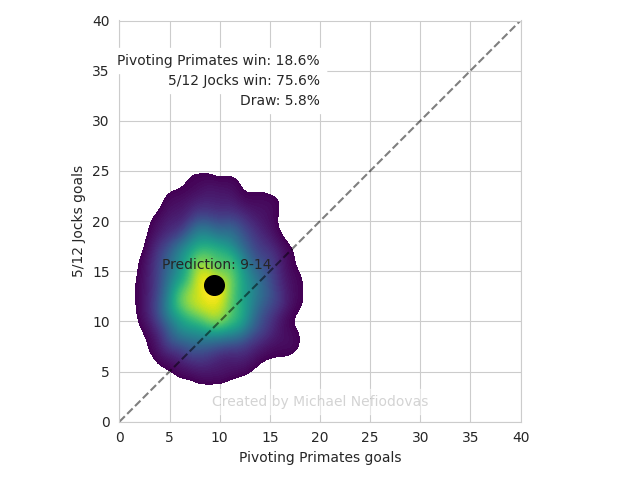 40
35
30
25
20
15
10
5
0
5/12 Jocks goals
Pivoting Primates win: 18.6%
5/12 Jocks win: 75.6%
Draw: 5.8%
Prediction: 9-14
Created by Michael Nefiodovas
0 5 10 15 20 25 30 35 40
Pivoting Primates goals